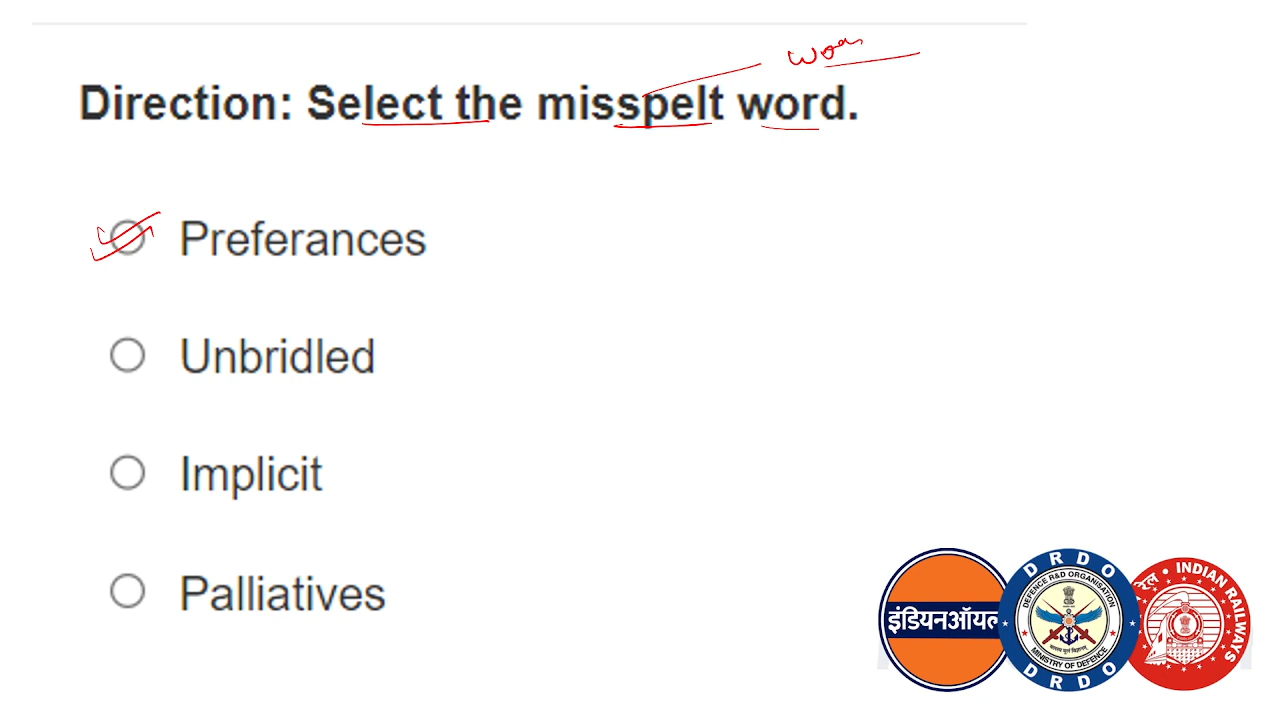 Direction: Select the misspelt word.
Preferances
Unbridled
Implicit
Palliatives
इंडियनऑयल
DRDO
DEFENCE R&D ORGANISATION
MINISTRY OF DEFENCE
DRDO
रेल • INDIAN RAILWAYS